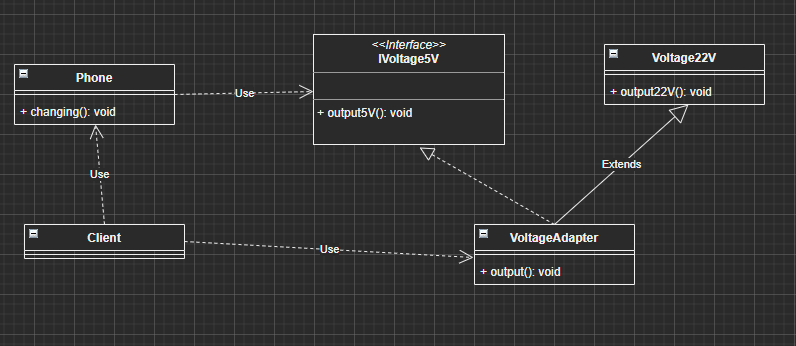 Phone
+ changing(): void
Use
<<Interface>>
IVoltage5V
+ output5V(): void
Voltage22V
+ output22V(): void
Extends
Use
Client
Use
VoltageAdapter
+ output(): void